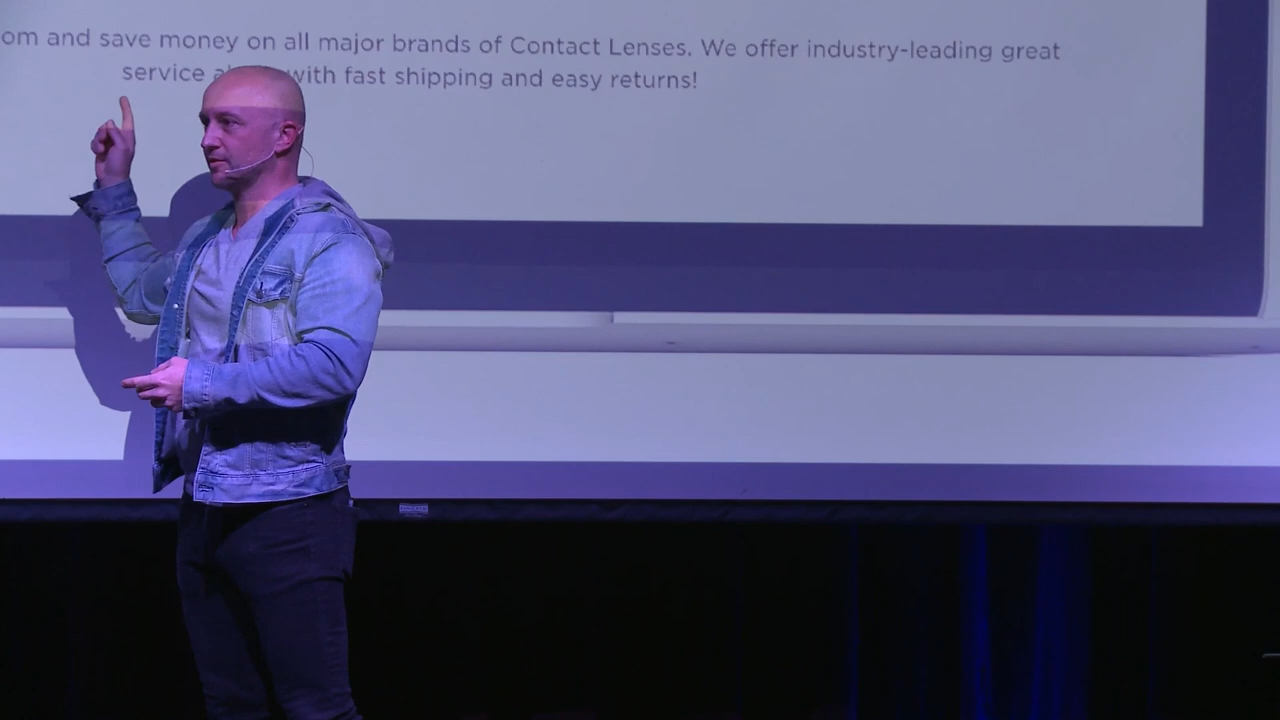 om and save money on all major brands of Contact Lenses. We offer industry-leading great
service with fast shipping and easy returns!